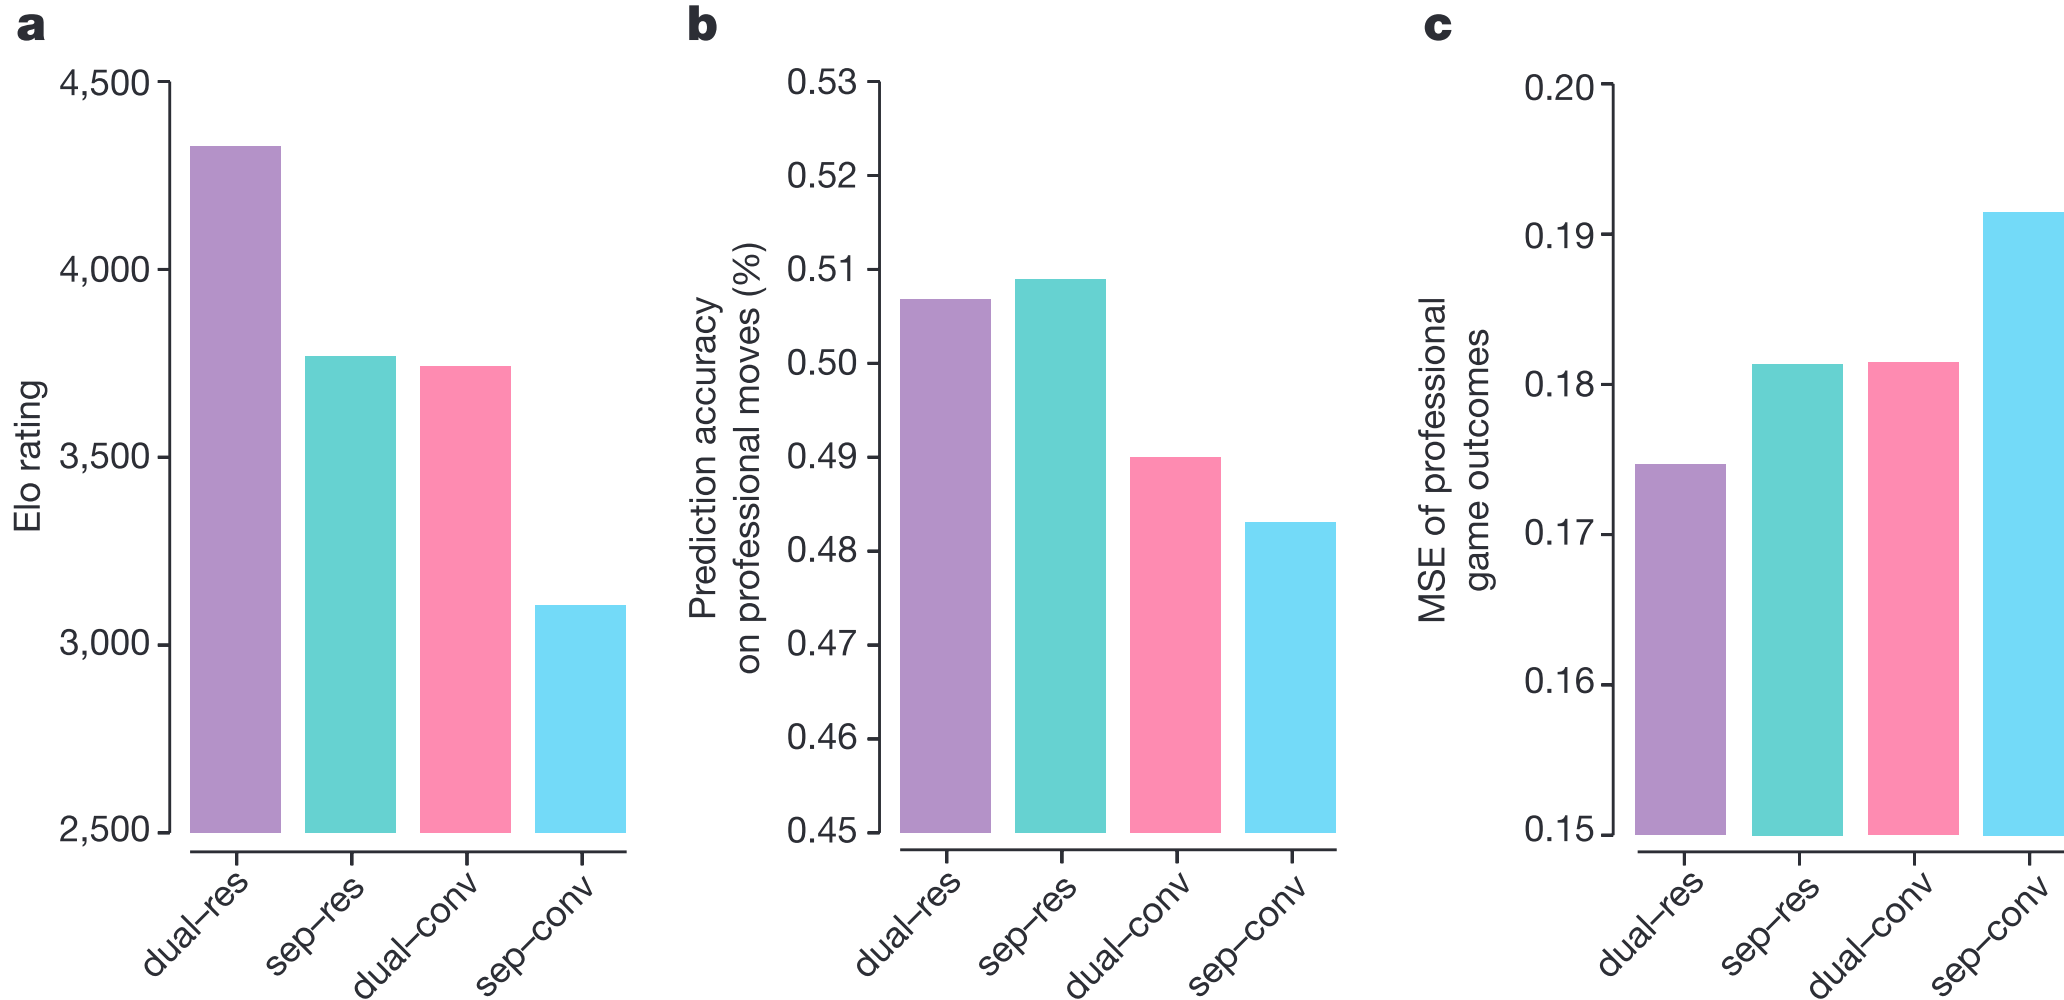 a
4,500
4,000
3,500
3,000
2,500
Elo rating
dual–res
sep–res
dual–conv
sep–conv
b
0.53
0.52
0.51
0.50
0.49
0.48
0.47
0.46
0.45
Prediction accuracy
on professional moves (%)
dual–res
sep–res
dual–conv
sep–conv
c
0.20
0.19
0.18
0.17
0.16
0.15
MSE of professional
game outcomes
dual–res
sep–res
dual–conv
sep–conv